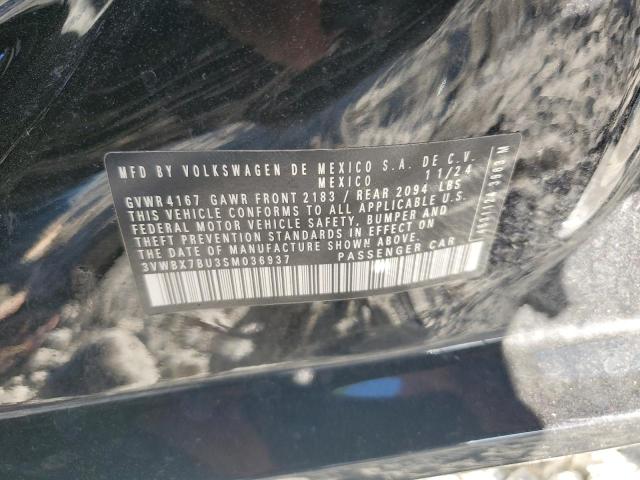 MFD BY VOLKSWAGEN DE MEXICO S.A. DE C.V.
MEXICO 11/24
GVWR4167 GAWR FRONT 2183 / REAR 2094 LBS
THIS VEHICLE CONFORMS TO ALL APPLICABLE U.S.
FEDERAL MOTOR VEHICLE SAFETY, BUMPER AND
THEFT PREVENTION STANDARDS IN EFFECT ON
THE DATE OF MANUFACTURE SHOWN ABOVE.
3VWBX7BU3SM036937 PASSENGER CAR
3903 M